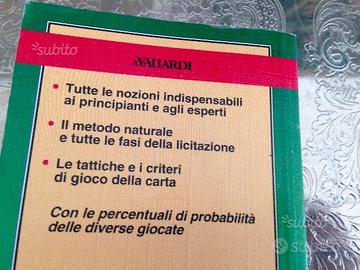 subito
A.VALLARDI
• Tutte le nozioni indispensabili
ai principianti e agli esperti
• Il metodo naturale
e tutte le fasi della licitazione
• Le tattiche e i criteri
di gioco della carta
Con le percentuali di probabilità
delle diverse giocate
subito